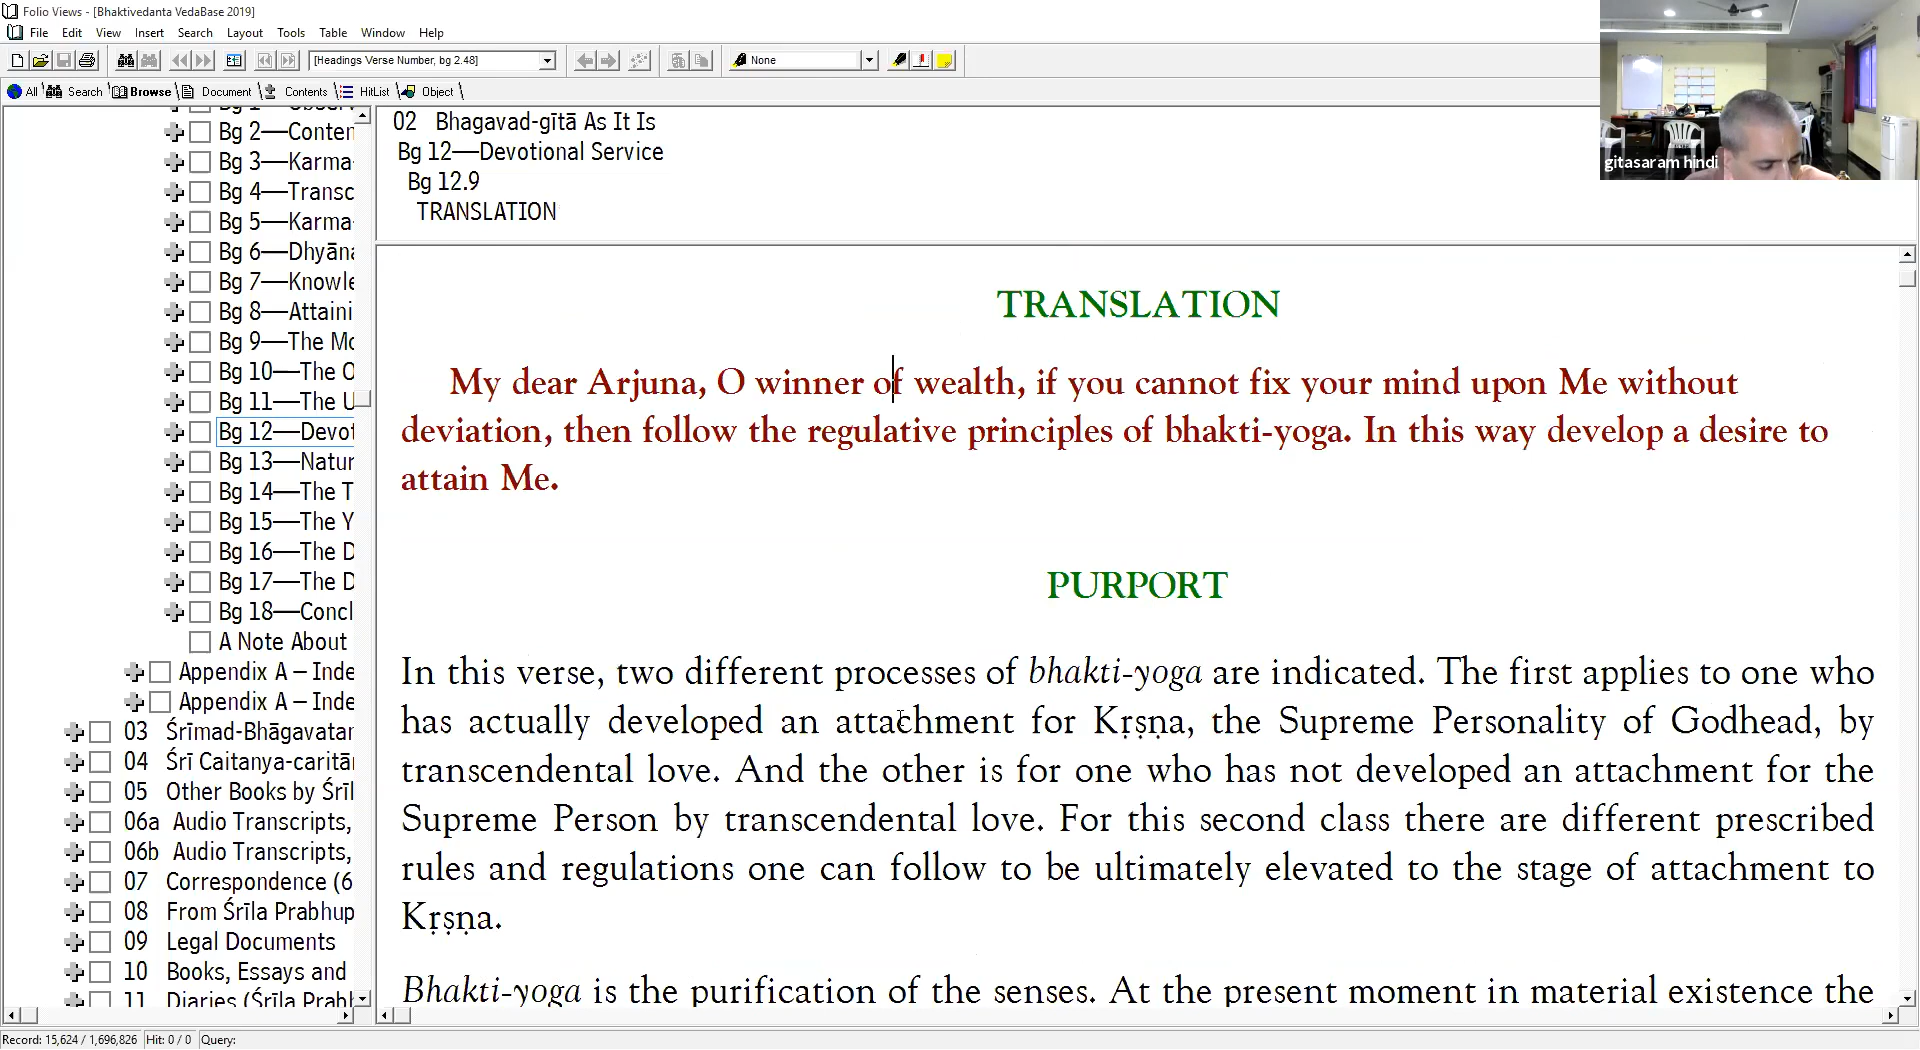 Folio Views - [Bhaktivedanta VedaBase 2019]
File Edit View Insert Search Layout Tools Table Window Help
[Headings Verse Number, bg 2.48]
None
All Search Browse Document Contents HitList Object
Bg 2—Conten
Bg 3—Karma-
Bg 4—Transc
Bg 5—Karma-
Bg 6—Dhyāna
Bg 7—Knowle
Bg 8—Attaini
Bg 9—The Mo
Bg 10—The O
Bg 11—The U
Bg 12—Devot
Bg 13—Natur
Bg 14—The T
Bg 15—The Y
Bg 16—The D
Bg 17—The D
Bg 18—Concl
A Note About
Appendix A – Inde
Appendix A – Inde
03 Śrīmad-Bhāgavatar
04 Śrī Caitanya-caritā
05 Other Books by Śrīl
06a Audio Transcripts,
06b Audio Transcripts,
07 Correspondence (6
08 From Śrīla Prabhup
09 Legal Documents
10 Books, Essays and
11 Diaries (Śrīla Prabh
02 Bhagavad-gītā As It Is
Bg 12—Devotional Service
Bg 12.9
TRANSLATION
gitasaram hindi
TRANSLATION
My dear Arjuna, O winner of wealth, if you cannot fix your mind upon Me without
deviation, then follow the regulative principles of bhakti-yoga. In this way develop a desire to
attain Me.
PURPORT
In this verse, two different processes of bhakti-yoga are indicated. The first applies to one who
has actually developed an attachment for Kṛṣṇa, the Supreme Personality of Godhead, by
transcendental love. And the other is for one who has not developed an attachment for the
Supreme Person by transcendental love. For this second class there are different prescribed
rules and regulations one can follow to be ultimately elevated to the stage of attachment to
Kṛṣṇa.
Bhakti-yoga is the purification of the senses. At the present moment in material existence the
Record: 15,624 / 1,696,826 Hit: 0 / 0 Query: